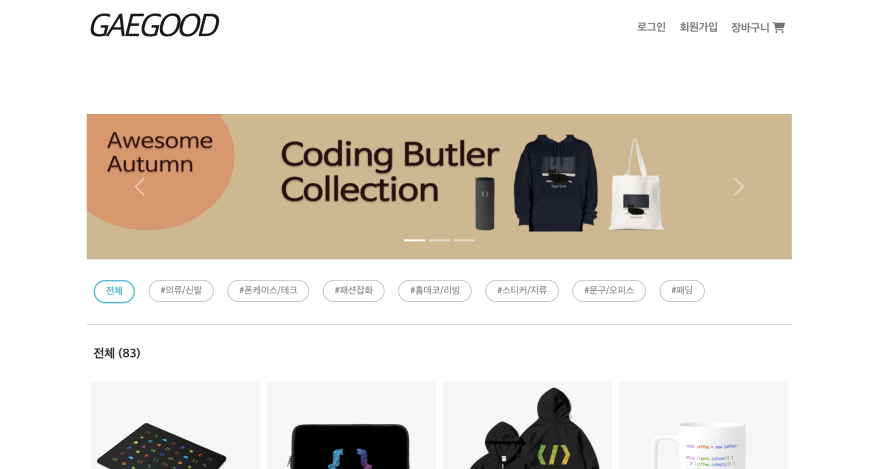 GAEGOOD
로그인 회원가입 장바구니
Awesome
Autumn
Coding Butler
Collection
전체 #의류/신발 #폰케이스/테크 #패션잡화 #홈데코/리빙 #스티커/지류 #문구/오피스 #패딩
전체 (83)